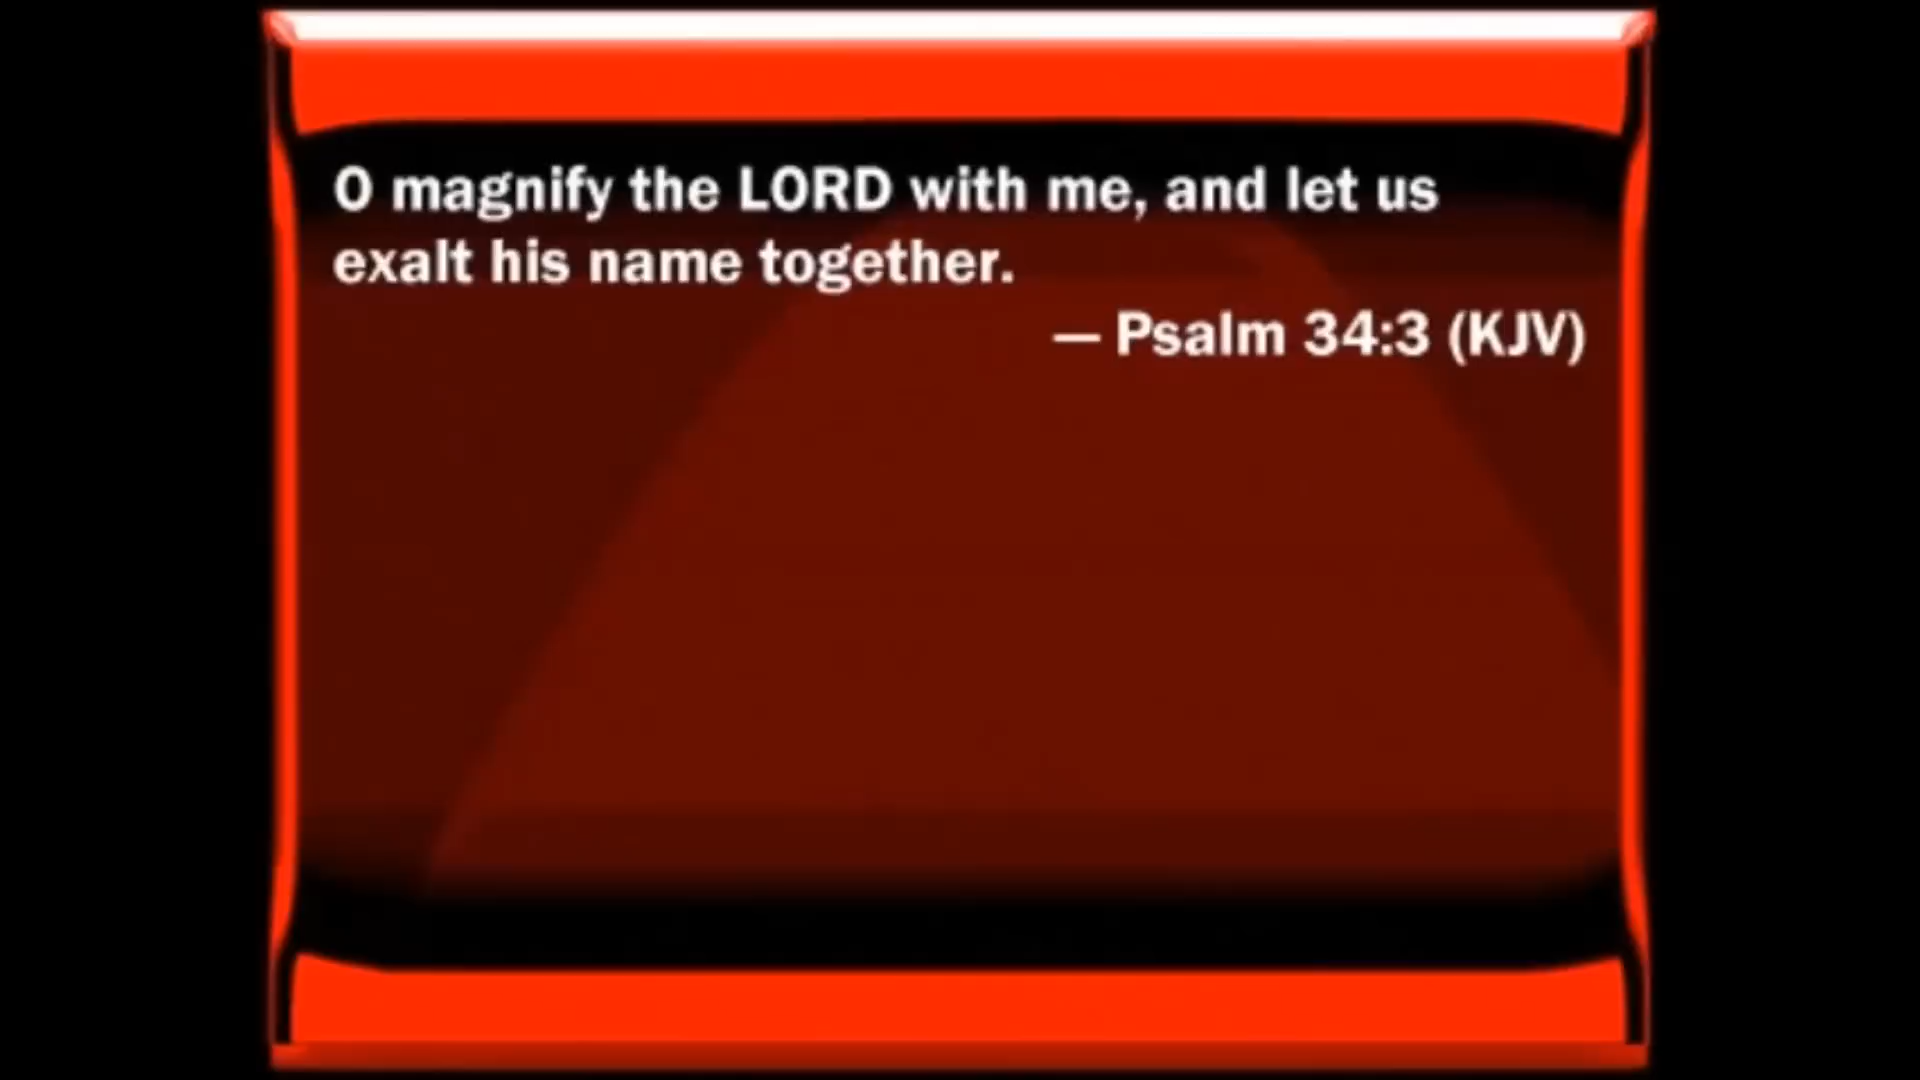 O magnify the LORD with me, and let us
exalt his name together.
— Psalm 34:3 (KJV)